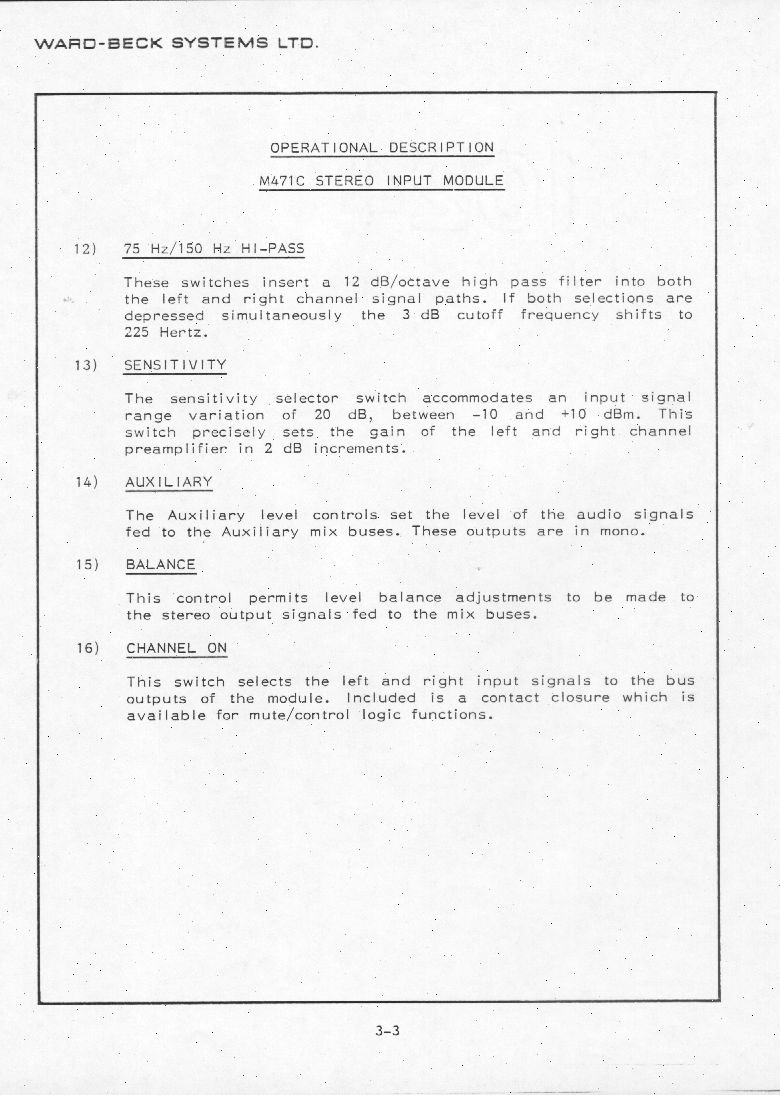 WARD-BECK SYSTEMS LTD.
OPERATIONAL DESCRIPTION
M471C STEREO INPUT MODULE
12) 75 Hz/150 Hz HI-PASS
These switches insert a 12 dB/octave high pass filter into both
the left and right channel signal paths. If both selections are
depressed simultaneously the 3 dB cutoff frequency shifts to
225 Hertz.
13) SENSITIVITY
The sensitivity selector switch accommodates an input signal
range variation of 20 dB, between -10 and +10 dBm. This
switch precisely sets the gain of the left and right channel
preamplifier in 2 dB increments.
14) AUXILIARY
The Auxiliary level controls set the level of the audio signals
fed to the Auxiliary mix buses. These outputs are in mono.
15) BALANCE
This control permits level balance adjustments to be made to
the stereo output signals fed to the mix buses.
16) CHANNEL ON
This switch selects the left and right input signals to the bus
outputs of the module. Included is a contact closure which is
available for mute/control logic functions.
3-3